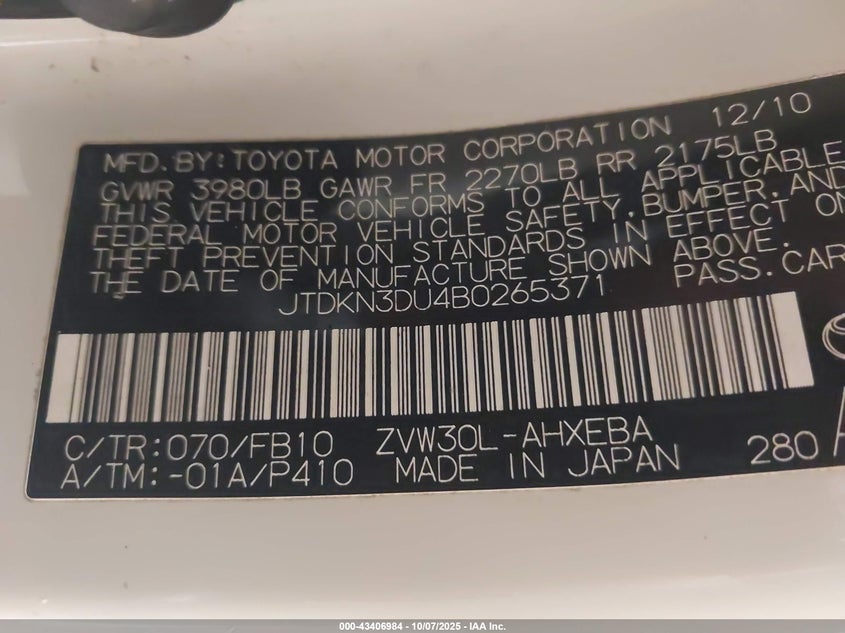 MFD. BY: TOYOTA MOTOR CORPORATION 12/10
GVWR 3980LB GAWR FR 2270LB RR 2175LB
THIS VEHICLE CONFORMS TO ALL APPLICABLE
FEDERAL MOTOR VEHICLE SAFETY, BUMPER, AND
THEFT PREVENTION STANDARDS IN EFFECT ON
THE DATE OF MANUFACTURE SHOWN ABOVE.
JTDKN3DU4B0265371 PASS. CAR
C/TR: 070/FB10 ZVW30L-AHXEBA
A/TM: -01A/P410 MADE IN JAPAN 280
000-43406984 - 10/07/2025 - IAA Inc.